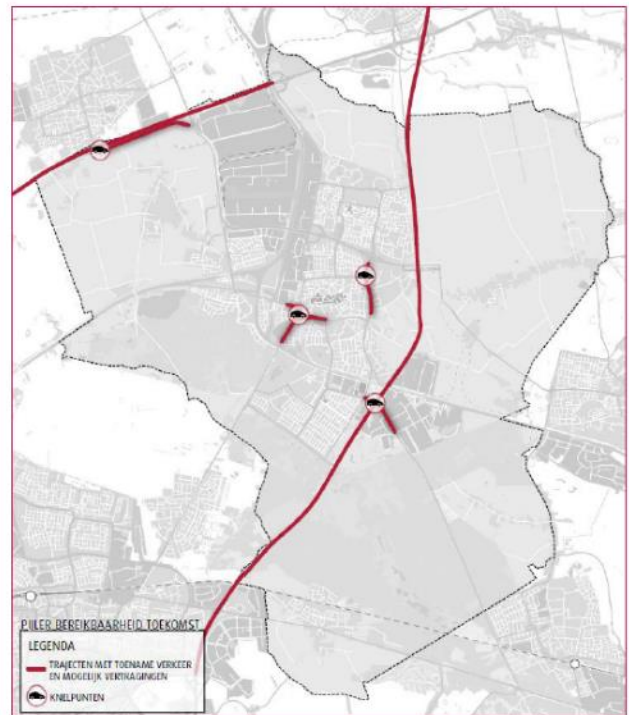 PIJLER BEREIKBAARHEID TOEKOMST
LEGENDA
TRAJECTEN MET TOENAME VERKEER
EN MOGELIJK VERTRAGINGEN
KNELPUNTEN